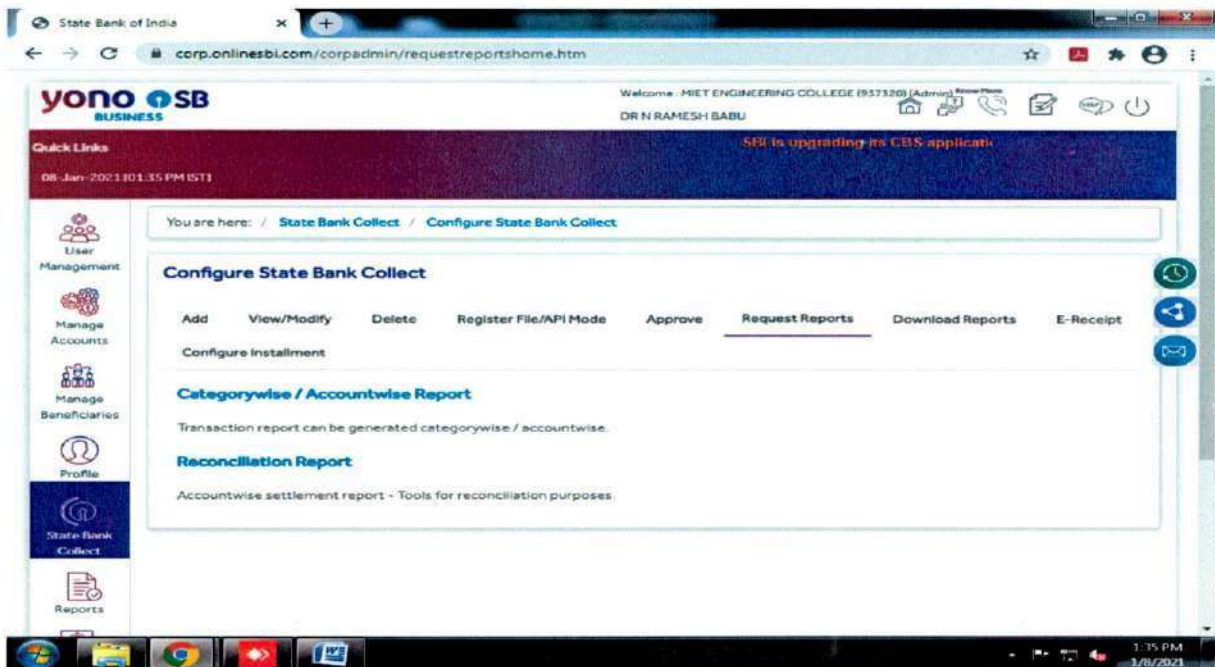 State Bank of India
corp.onlinesbi.com/corpadmin/requestreportshome.htm
yono SB
BUSINESS
Welcome : MIET ENGINEERING COLLEGE (937320) [Admin] Know More
DR N RAMESH BABU
Quick Links
SBI is upgrading its CBS applicati
08-Jan-2021 [01:35 PM IST]
You are here: / State Bank Collect / Configure State Bank Collect
User
Management
Manage
Accounts
Manage
Beneficiaries
Profile
State Bank
Collect
Reports
Configure State Bank Collect
Add View/Modify Delete Register File/API Mode Approve Request Reports Download Reports E-Receipt
Configure Installment
Categorywise / Accountwise Report
Transaction report can be generated categorywise / accountwise.
Reconciliation Report
Accountwise settlement report - Tools for reconciliation purposes
1:35 PM
1/8/2021